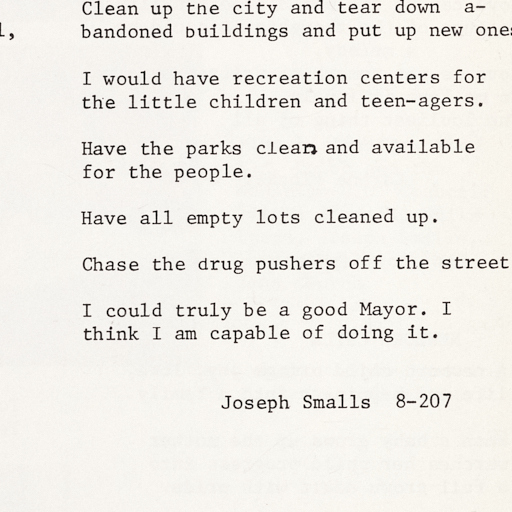 Clean up the city and tear down a-
l, bandoned buildings and put up new ones
I would have recreation centers for
the little children and teen-agers.
Have the parks clean and available
for the people.
Have all empty lots cleaned up.
Chase the drug pushers off the street
I could truly be a good Mayor. I
think I am capable of doing it.
Joseph Smalls 8-207